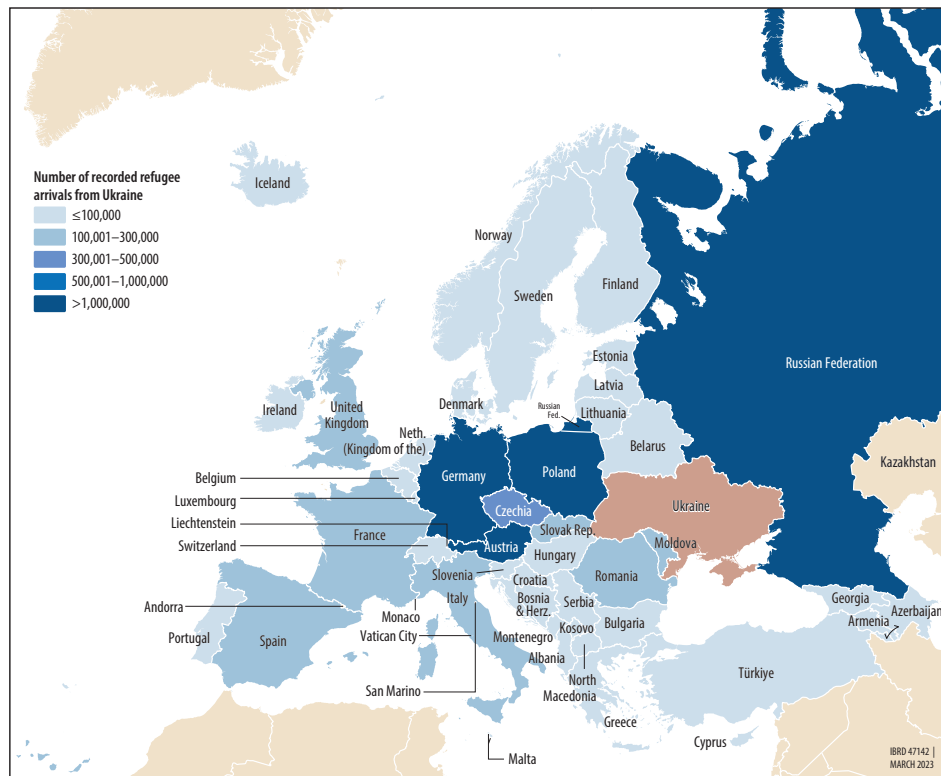 Number of recorded refugee
arrivals from Ukraine
≤100,000
100,001–300,000
300,001–500,000
500,001–1,000,000
>1,000,000
Iceland
Norway
Sweden
Finland
Russian Federation
Estonia
Latvia
Lithuania
Russian
Fed.
Denmark
Ireland
United
Kingdom
Neth.
(Kingdom of the)
Belarus
Kazakhstan
Belgium
Luxembourg
Liechtenstein
Switzerland
Germany
Poland
Czechia
Ukraine
France
Austria
Slovak Rep.
Moldova
Hungary
Slovenia
Romania
Italy
Croatia
Bosnia
& Herz.
Serbia
Georgia
Azerbaijan
Armenia
Andorra
Monaco
Vatican City
Portugal
Spain
Kosovo
Bulgaria
Montenegro
Albania
San Marino
North
Macedonia
Türkiye
Greece
Cyprus
Malta
IBRD 47142 |
MARCH 2023